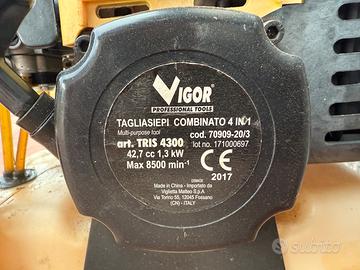 VIGOR
PROFESSIONAL TOOLS
TAGLIASIEPI COMBINATO 4 IN 1
Multi-purpose tool
cod. 70909-20/3
art. TRIS 4300
lot no. 171000697
42,7 cc 1,3 kW
Max 8500 min⁻¹
CE
2017
Made in China - Importato da
Viglietta Matteo S.p.A
Via Torino 55, 12045 Fossano
(CN) - ITALY
subito